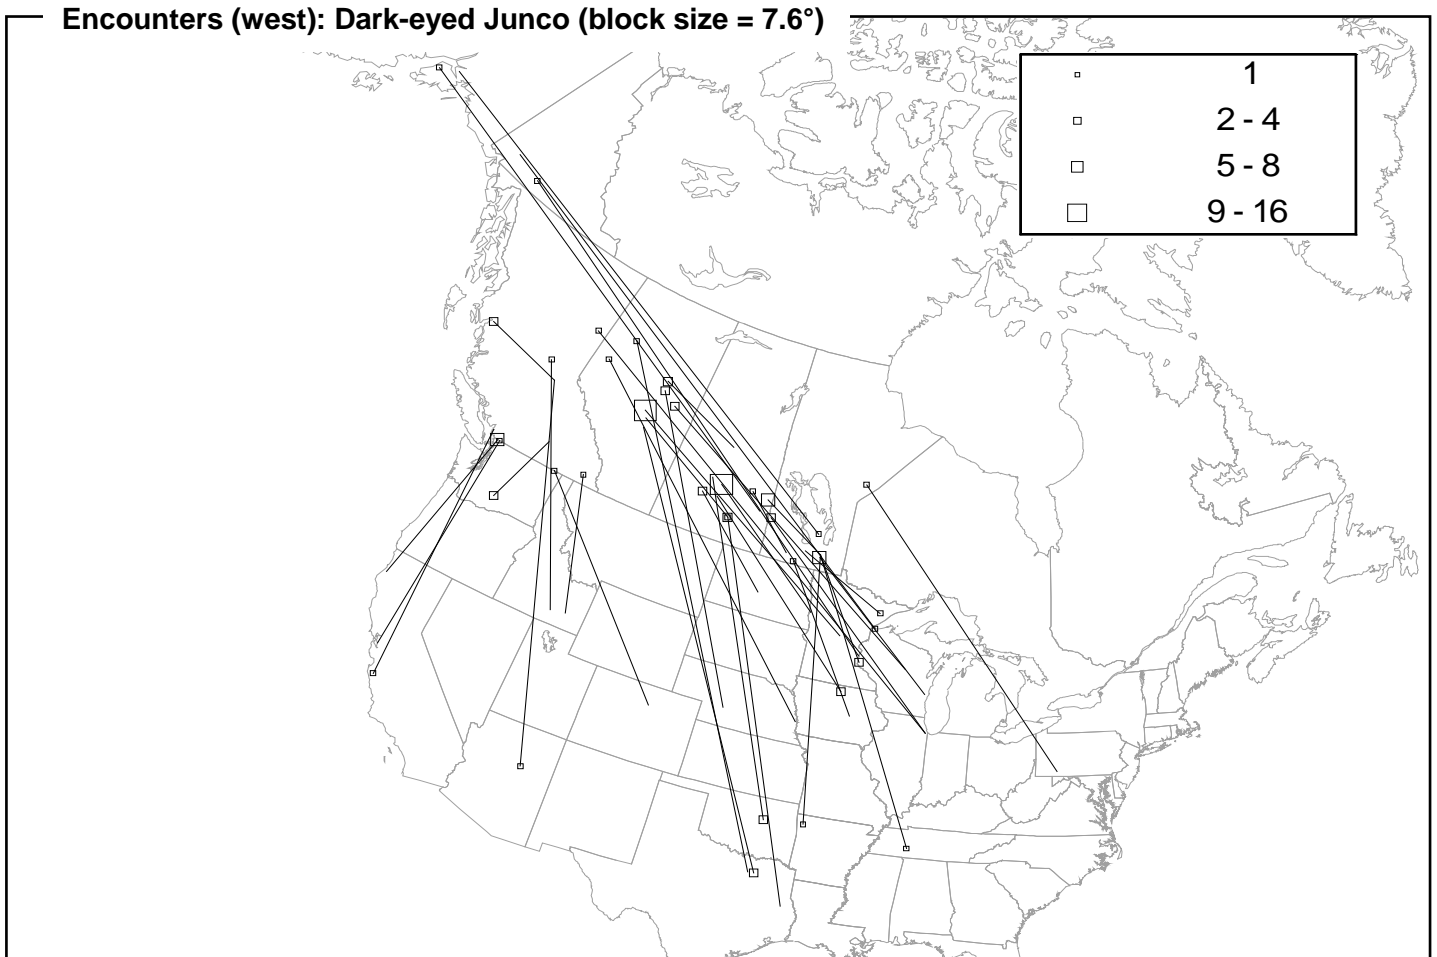 Encounters (west): Dark-eyed Junco (block size = 7.6°)
1
2 - 4
5 - 8
9 - 16